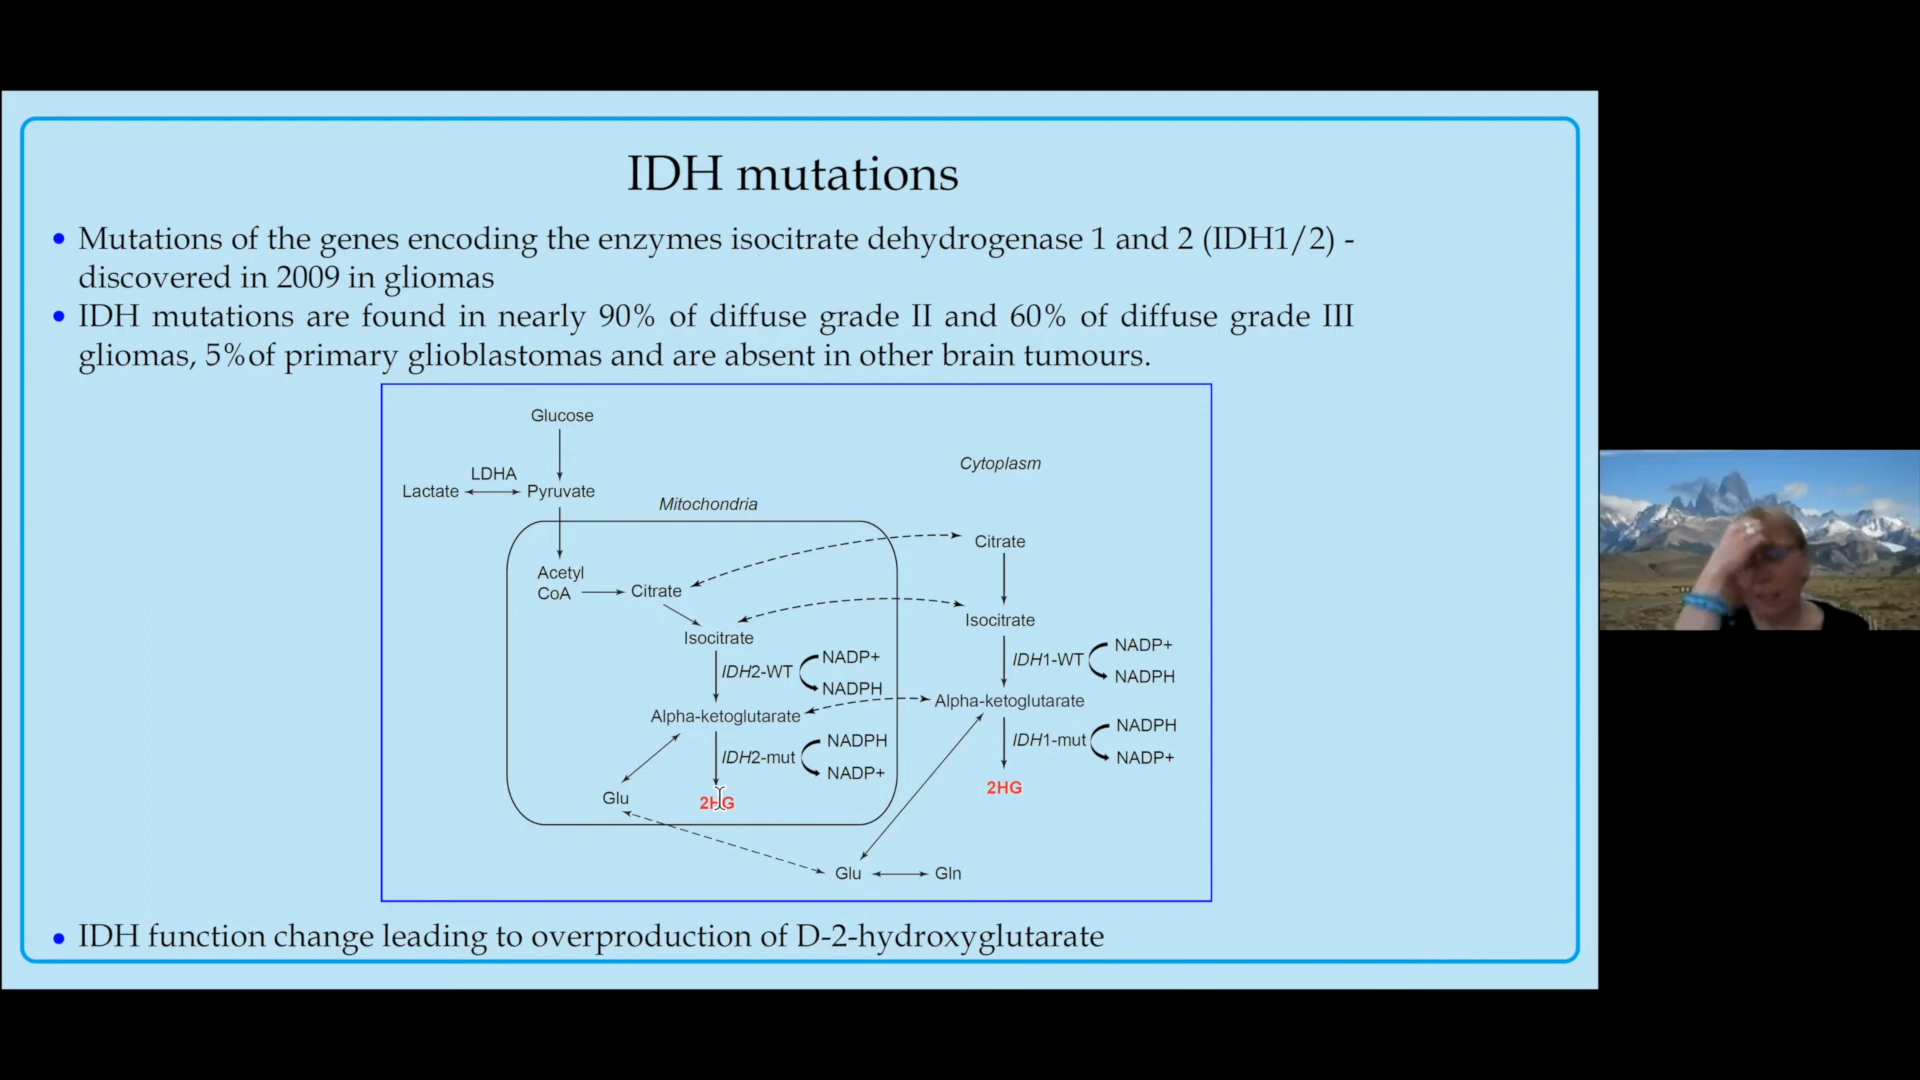 IDH mutations
• Mutations of the genes encoding the enzymes isocitrate dehydrogenase 1 and 2 (IDH1/2) -
discovered in 2009 in gliomas
• IDH mutations are found in nearly 90% of diffuse grade II and 60% of diffuse grade III
gliomas, 5%of primary glioblastomas and are absent in other brain tumours.
Glucose
Cytoplasm
LDHA
Lactate
Pyruvate
Mitochondria
Citrate
Acetyl
CoA
Citrate
Isocitrate
Isocitrate
NADP+
IDH1-WT
NADPH
NADP+
IDH2-WT
NADPH
Alpha-ketoglutarate
Alpha-ketoglutarate
NADPH
IDH1-mut
NADP+
NADPH
IDH2-mut
NADP+
2HG
Glu
2HG
Glu
Gln
• IDH function change leading to overproduction of D-2-hydroxyglutarate